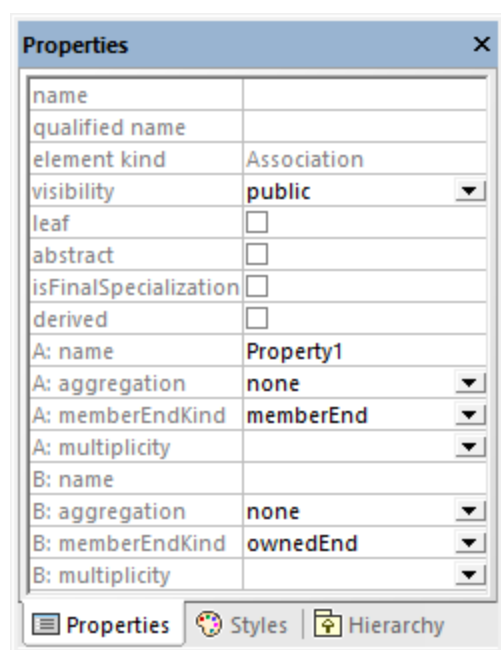 Properties
name
qualified name
element kind Association
visibility public
leaf
abstract
isFinalSpecialization
derived
A: name Property1
A: aggregation none
A: memberEndKind memberEnd
A: multiplicity
B: name
B: aggregation none
B: memberEndKind ownedEnd
B: multiplicity
Properties Styles Hierarchy